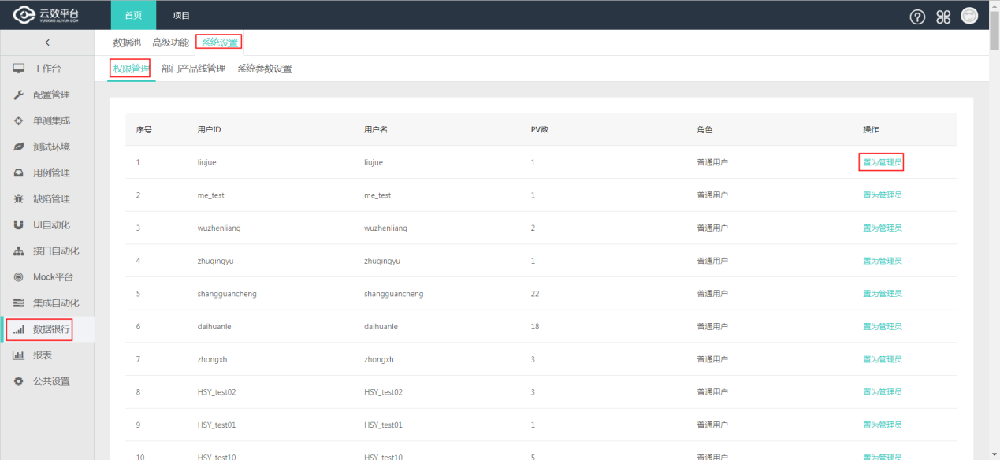 云效平台 首页 项目
YUNXIAO.ALIYUN.COM
数据池 高级功能 系统设置
工作台
配置管理
单测集成
测试环境
用例管理
缺陷管理
UI自动化
接口自动化
Mock平台
集成自动化
数据银行
报表
公共设置
权限管理 部门产品线管理 系统参数设置
序号 用户ID 用户名 PV数 角色 操作
1 liujue liujue 1 普通用户 置为管理员
2 me_test me_test 1 普通用户 置为管理员
3 wuzhenliang wuzhenliang 2 普通用户 置为管理员
4 zhuqingyu zhuqingyu 1 普通用户 置为管理员
5 shangguancheng shangguancheng 22 普通用户 置为管理员
6 daihuanle daihuanle 18 普通用户 置为管理员
7 zhongxh zhongxh 3 普通用户 置为管理员
8 HSY_test02 HSY_test02 3 普通用户 置为管理员
9 HSY_test01 HSY_test01 1 普通用户 置为管理员
10 HSY_test10 HSY_test10 5 普通用户 置为管理员